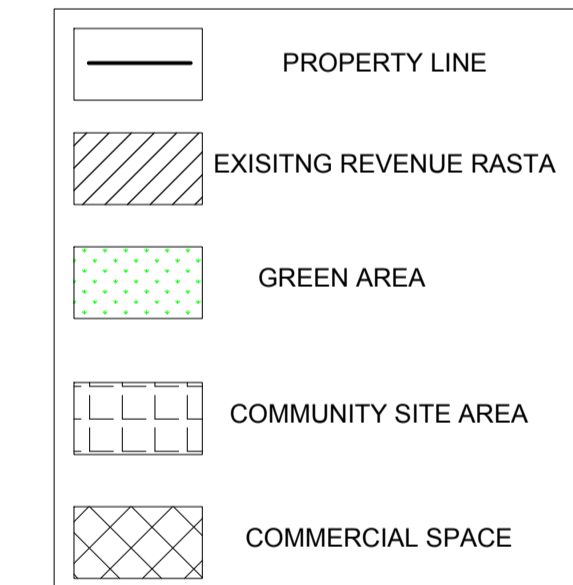 PROPERTY LINE
EXISITNG REVENUE RASTA
GREEN AREA
COMMUNITY SITE AREA
COMMERCIAL SPACE